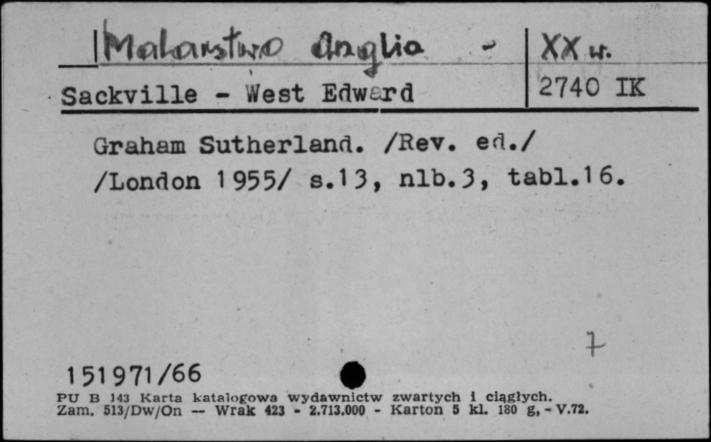 Malarstwo Anglia - XX w.
Sackville - West Edward 2740 IK
Graham Sutherland. /Rev. ed./
/London 1955/ s.13, nlb.3, tabl.16.
7
151971/66
PU B 143 Karta katalogowa wydawnictw zwartych i ciągłych.
Zam. 513/Dw/On — Wrak 423 - 2.713.000 - Karton 5 kl. 180 g, - V.72.